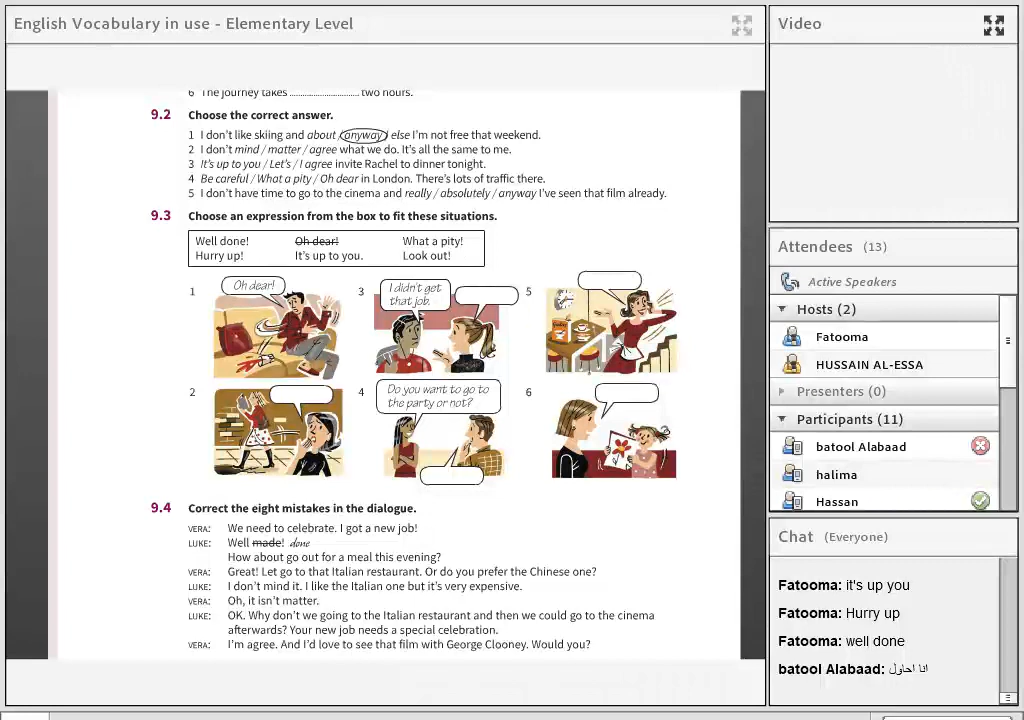 English Vocabulary in use - Elementary Level
6 The journey takes ............................ two hours.
9.2 Choose the correct answer.
1 I don't like skiing and about / anyway / else I'm not free that weekend.
2 I don't mind / matter / agree what we do. It's all the same to me.
3 It's up to you / Let's / I agree invite Rachel to dinner tonight.
4 Be careful / What a pity / Oh dear in London. There's lots of traffic there.
5 I don't have time to go to the cinema and really / absolutely / anyway I've seen that film already.
9.3 Choose an expression from the box to fit these situations.
Well done! Oh dear! What a pity!
Hurry up! It's up to you. Look out!
1 Oh dear!
3 I didn't get
that job.
5
2
4 Do you want to go to
the party or not?
6
9.4 Correct the eight mistakes in the dialogue.
VERA: We need to celebrate. I got a new job!
LUKE: Well made! done
How about go out for a meal this evening?
VERA: Great! Let go to that Italian restaurant. Or do you prefer the Chinese one?
LUKE: I don't mind it. I like the Italian one but it's very expensive.
VERA: Oh, it isn't matter.
LUKE: OK. Why don't we going to the Italian restaurant and then we could go to the cinema
afterwards? Your new job needs a special celebration.
VERA: I'm agree. And I'd love to see that film with George Clooney. Would you?
Video
Attendees (13)
Active Speakers
Hosts (2)
Fatooma
HUSSAIN AL-ESSA
Presenters (0)
Participants (11)
batool Alabaad
halima
Hassan
Chat (Everyone)
Fatooma: it's up you
Fatooma: Hurry up
Fatooma: well done
batool Alabaad: انا احاول